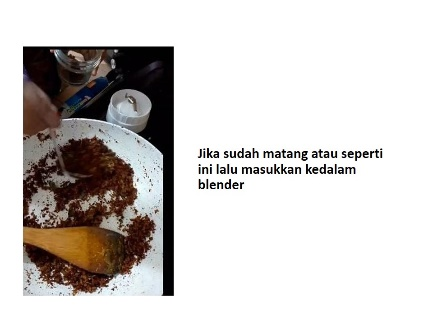 Jika sudah matang atau seperti
ini lalu masukkan kedalam
blender